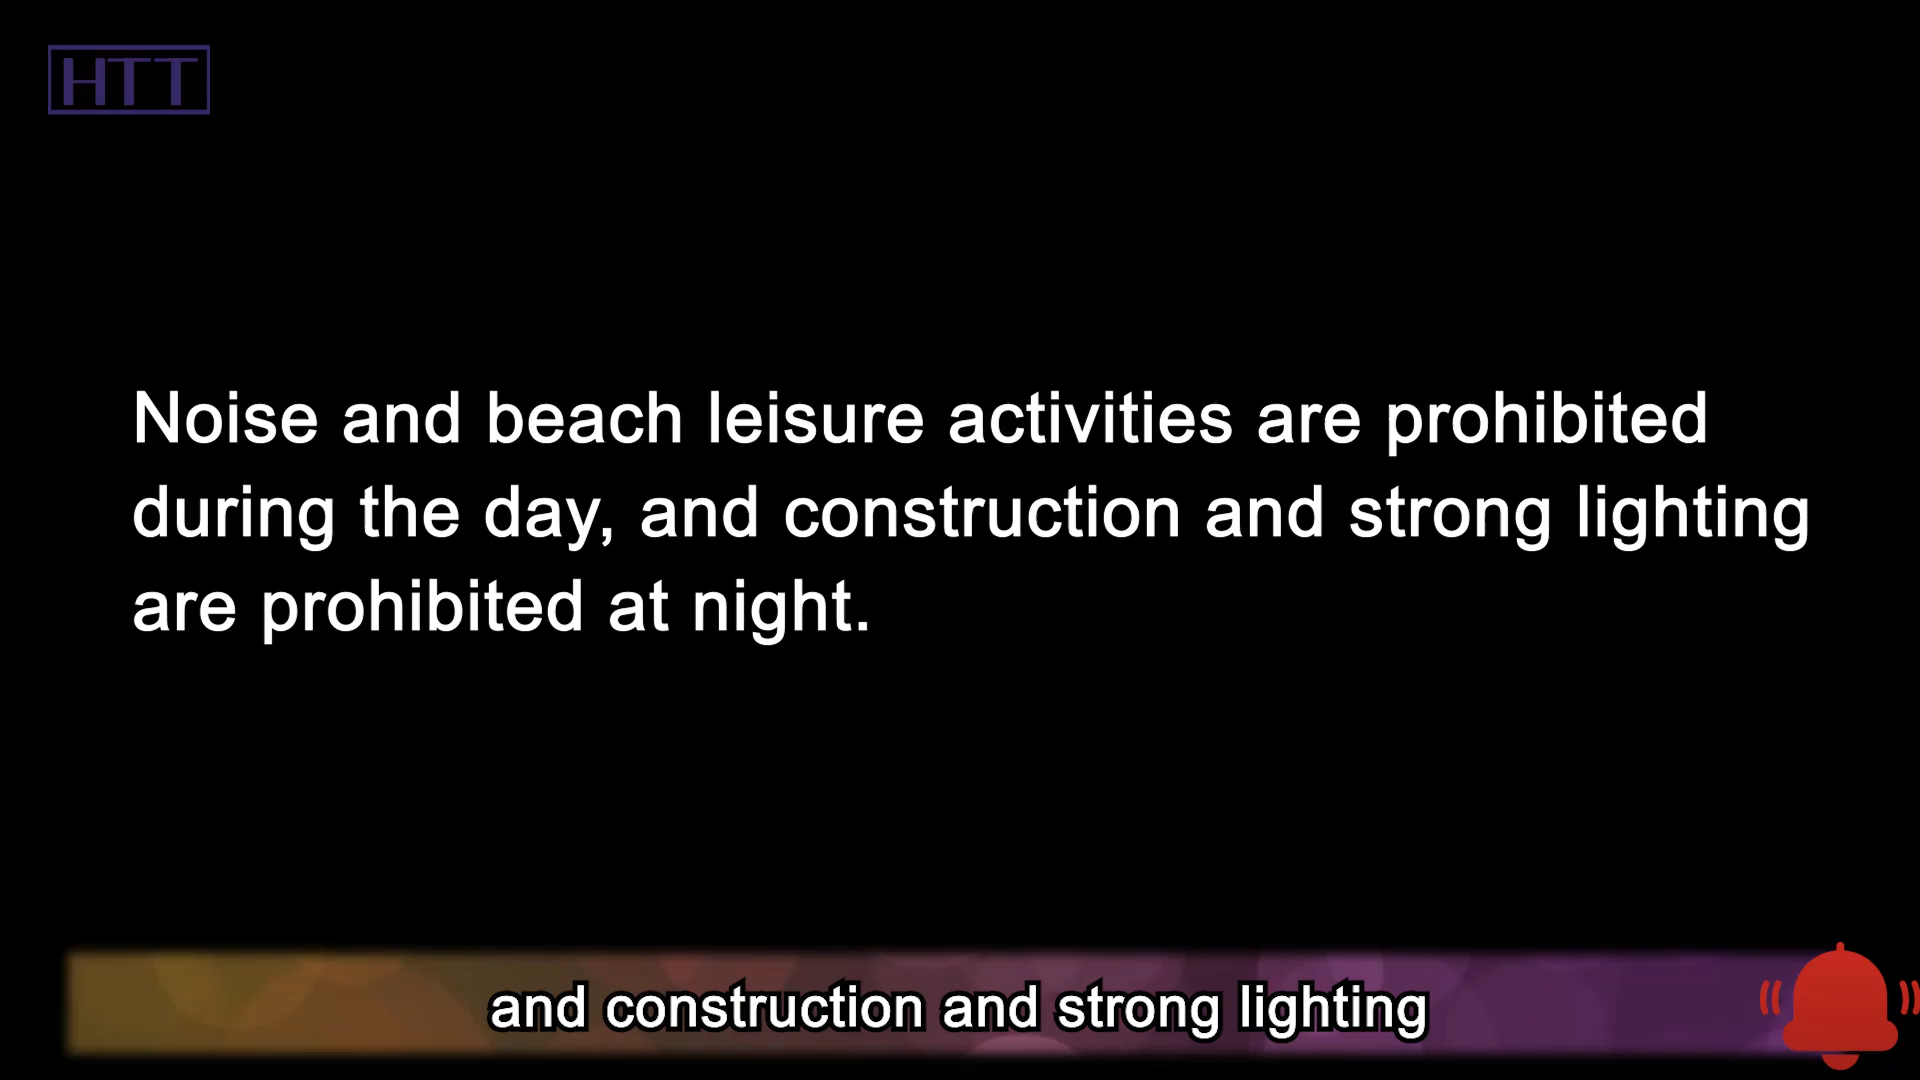 HTT
Noise and beach leisure activities are prohibited
during the day, and construction and strong lighting
are prohibited at night.
and construction and strong lighting